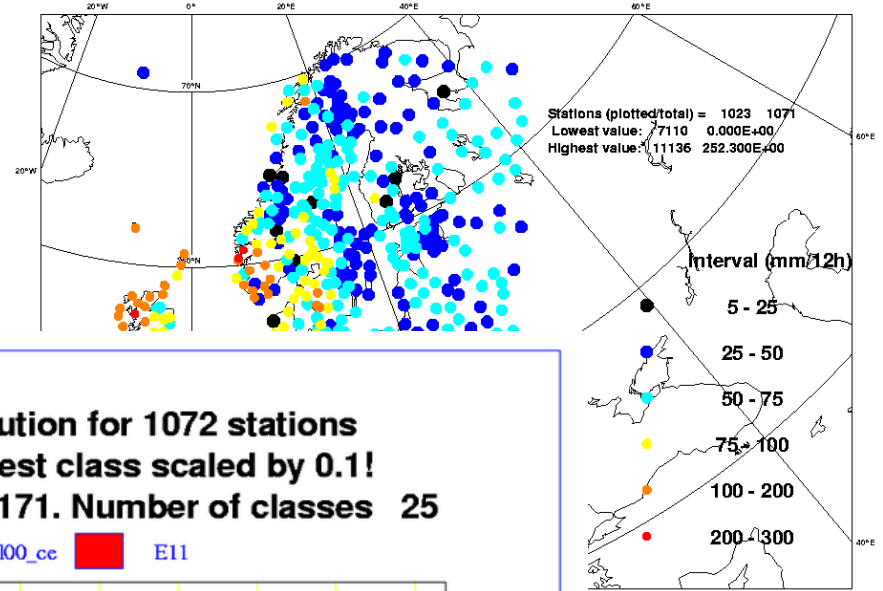 20°W 20°E 40°E 60°E
70°N
Stations (plotted/total) = 1023 1071
Lowest value: 7110 0.000E+00
Highest value: 11136 252.300E+00
60°E
20°W
Interval (mm/12h)
5 - 25
25 - 50
50 - 75
75 - 100
100 - 200
200 - 300
0°E 20°E
40°E
ution for 1072 stations
est class scaled by 0.1!
171. Number of classes 25
l00_ce E11